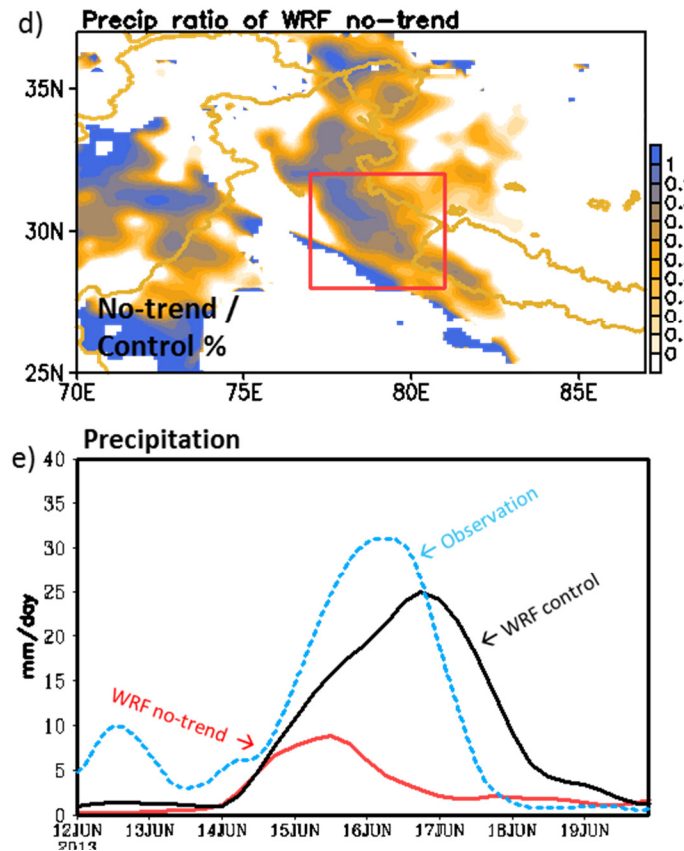 d) Precip ratio of WRF no-trend
35N
30N
25N
70E 75E 80E 85E
No-trend /
Control %
1
0
e) Precipitation
40
35
30
25
20
15
10
5
0
mm/day
Observation
WRF control
WRF no-trend
12JUN 13JUN 14JUN 15JUN 16JUN 17JUN 18JUN 19JUN
2013